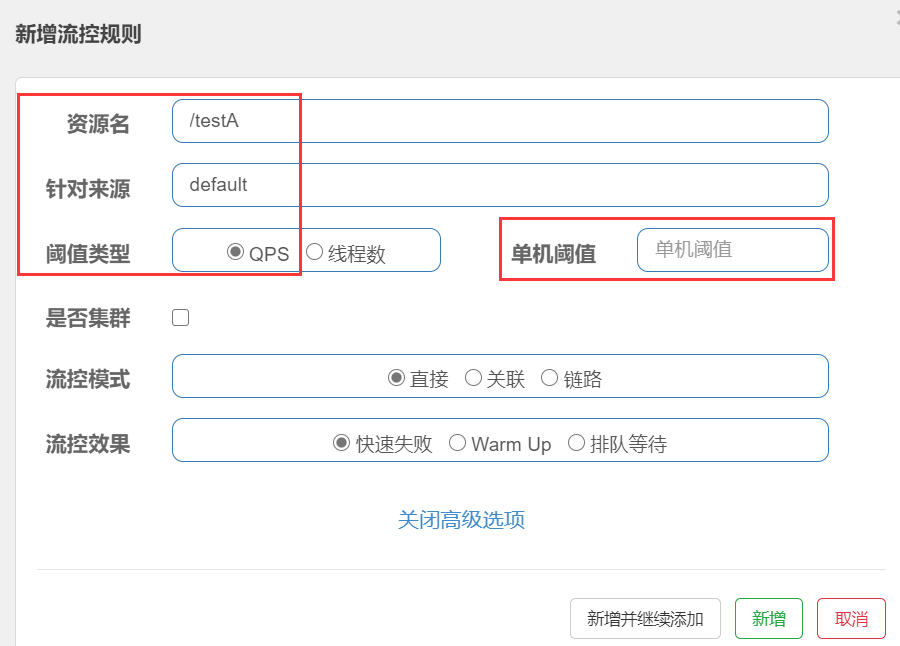 新增流控规则
资源名 /testA
针对来源 default
阈值类型 QPS 线程数 单机阈值 单机阈值
是否集群
流控模式 直接 关联 链路
流控效果 快速失败 Warm Up 排队等待
关闭高级选项
新增并继续添加 新增 取消